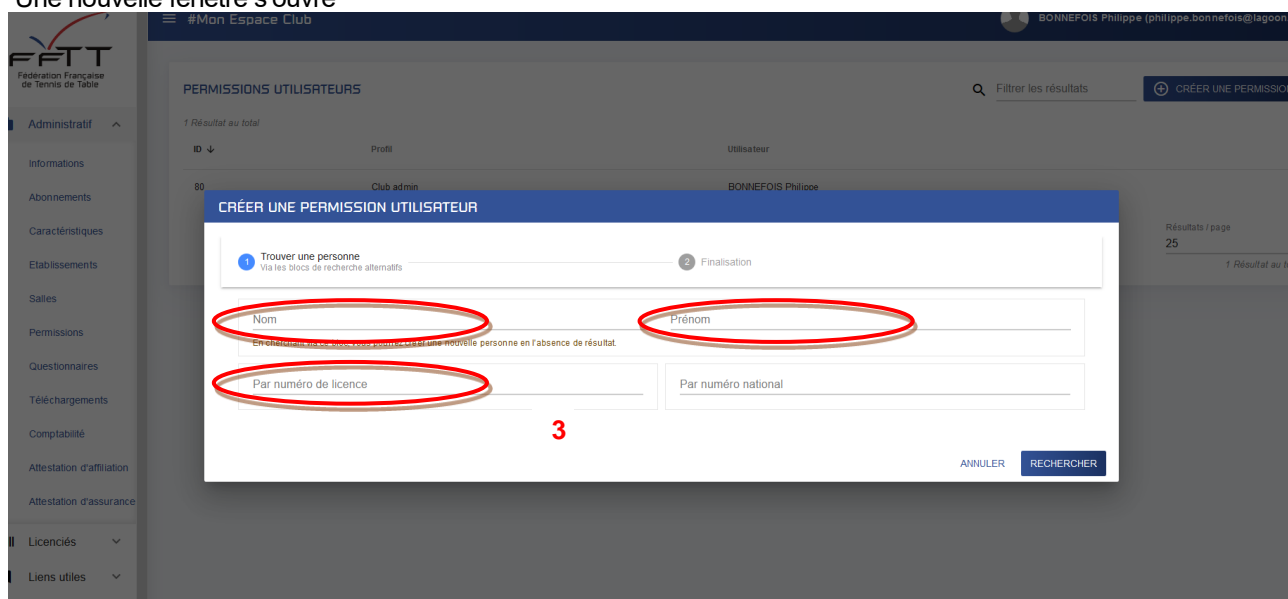 Une nouvelle fenêtre s'ouvre
#Mon Espace Club
BONNEFOIS Philippe (philippe.bonnefois@lagoon.
FFTT
Fédération Française
de Tennis de Table
PERMISSIONS UTILISATEURS
Filtrer les résultats
CRÉER UNE PERMISSION
1 Résultat au total
ID
Profil
Utilisateur
80
Club admin
BONNEFOIS Philippe
Administratif
Informations
Abonnements
Caractéristiques
Etablissements
Salles
Permissions
Questionnaires
Téléchargements
Comptabilité
Attestation d'affiliation
Attestation d'assurance
Licenciés
Liens utiles
CRÉER UNE PERMISSION UTILISATEUR
1 Trouver une personne
Via les blocs de recherche alternatifs
2 Finalisation
Nom
Prénom
En cherchant via ce bloc, vous pourrez créer une nouvelle personne en l'absence de résultat.
Par numéro de licence
Par numéro national
3
ANNULER
RECHERCHER
Résultats / page
25
1 Résultat au